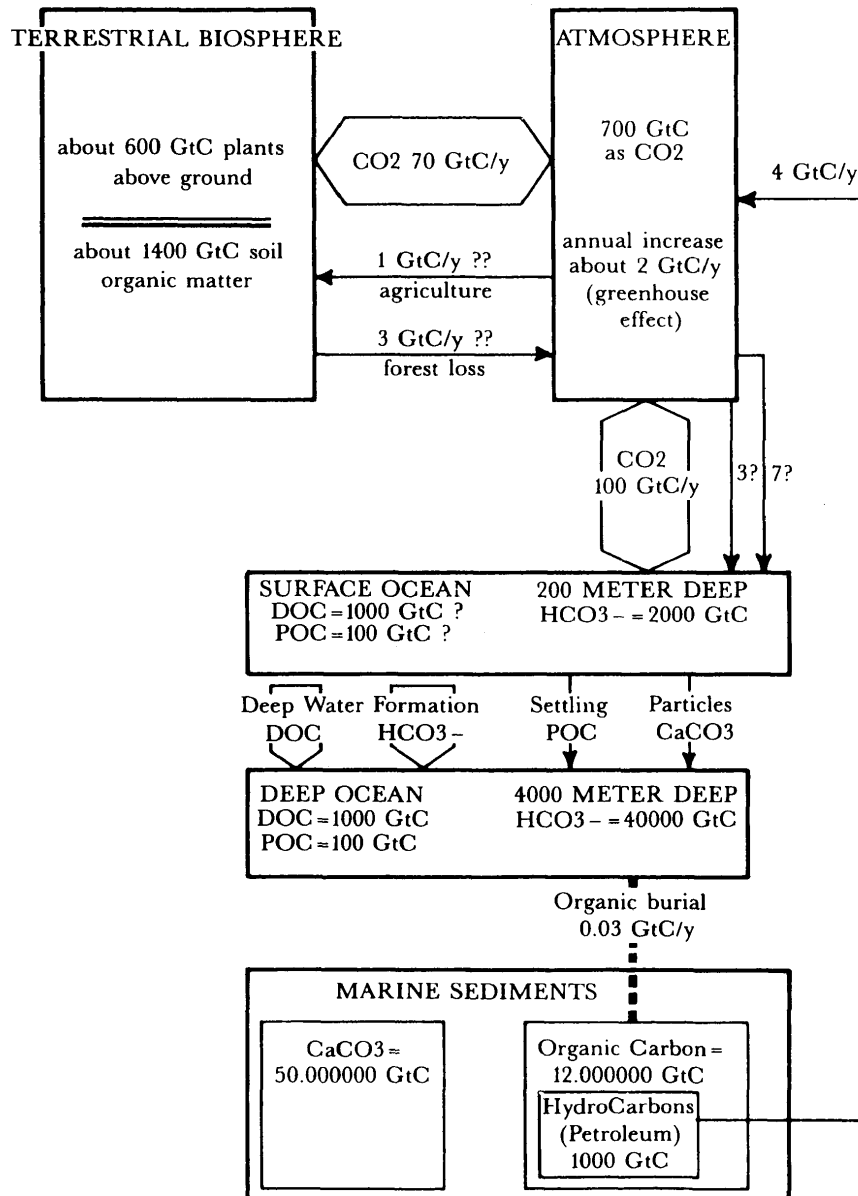 TERRESTRIAL BIOSPHERE
about 600 GtC plants
above ground
about 1400 GtC soil
organic matter
CO2 70 GtC/y
1 GtC/y ??
agriculture
3 GtC/y ??
forest loss
ATMOSPHERE
700 GtC
as CO2
annual increase
about 2 GtC/y
(greenhouse
effect)
4 GtC/y
CO2
100 GtC/y
3?
7?
SURFACE OCEAN
DOC=1000 GtC ?
POC=100 GtC ?
200 METER DEEP
HCO3-=2000 GtC
Deep Water Formation
DOC
HCO3-
Settling
POC
Particles
CaCO3
DEEP OCEAN
DOC=1000 GtC
POC=100 GtC
4000 METER DEEP
HCO3-=40000 GtC
Organic burial
0.03 GtC/y
MARINE SEDIMENTS
CaCO3=
50.000000 GtC
Organic Carbon=
12.000000 GtC
HydroCarbons
(Petroleum)
1000 GtC